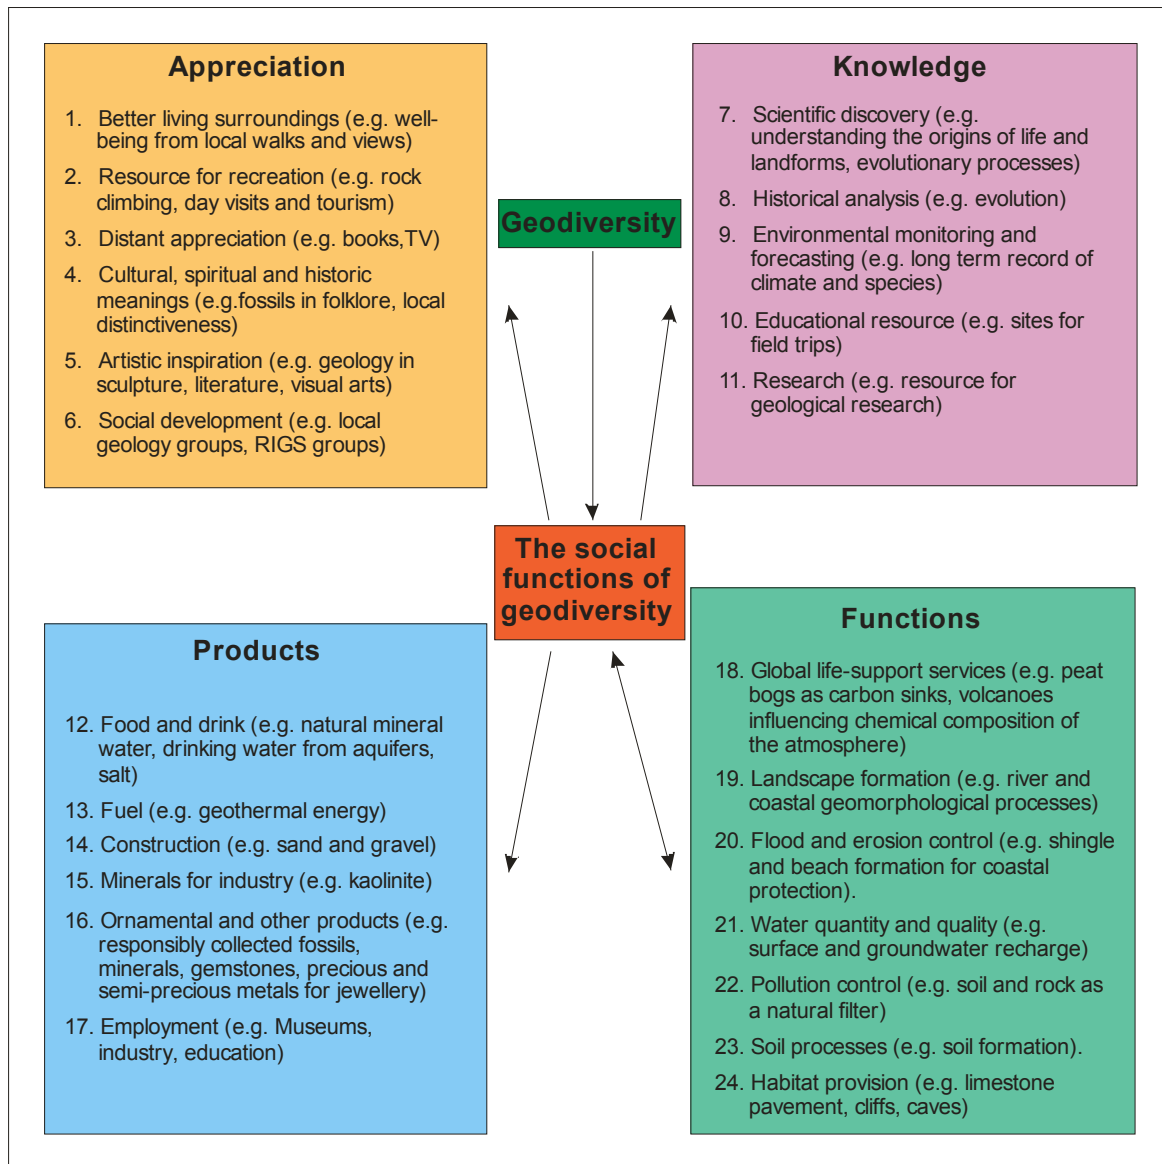 Appreciation
1. Better living surroundings (e.g. well-
being from local walks and views)
2. Resource for recreation (e.g. rock
climbing, day visits and tourism)
3. Distant appreciation (e.g. books,TV)
4. Cultural, spiritual and historic
meanings (e.g.fossils in folklore, local
distinctiveness)
5. Artistic inspiration (e.g. geology in
sculpture, literature, visual arts)
6. Social development (e.g. local
geology groups, RIGS groups)
Geodiversity
Knowledge
7. Scientific discovery (e.g.
understanding the origins of life and
landforms, evolutionary processes)
8. Historical analysis (e.g. evolution)
9. Environmental monitoring and
forecasting (e.g. long term record of
climate and species)
10. Educational resource (e.g. sites for
field trips)
11. Research (e.g. resource for
geological research)
The social
functions of
geodiversity
Products
12. Food and drink (e.g. natural mineral
water, drinking water from aquifers,
salt)
13. Fuel (e.g. geothermal energy)
14. Construction (e.g. sand and gravel)
15. Minerals for industry (e.g. kaolinite)
16. Ornamental and other products (e.g.
responsibly collected fossils,
minerals, gemstones, precious and
semi-precious metals for jewellery)
17. Employment (e.g. Museums,
industry, education)
Functions
18. Global life-support services (e.g. peat
bogs as carbon sinks, volcanoes
influencing chemical composition of
the atmosphere)
19. Landscape formation (e.g. river and
coastal geomorphological processes)
20. Flood and erosion control (e.g. shingle
and beach formation for coastal
protection).
21. Water quantity and quality (e.g.
surface and groundwater recharge)
22. Pollution control (e.g. soil and rock as
a natural filter)
23. Soil processes (e.g. soil formation).
24. Habitat provision (e.g. limestone
pavement, cliffs, caves)